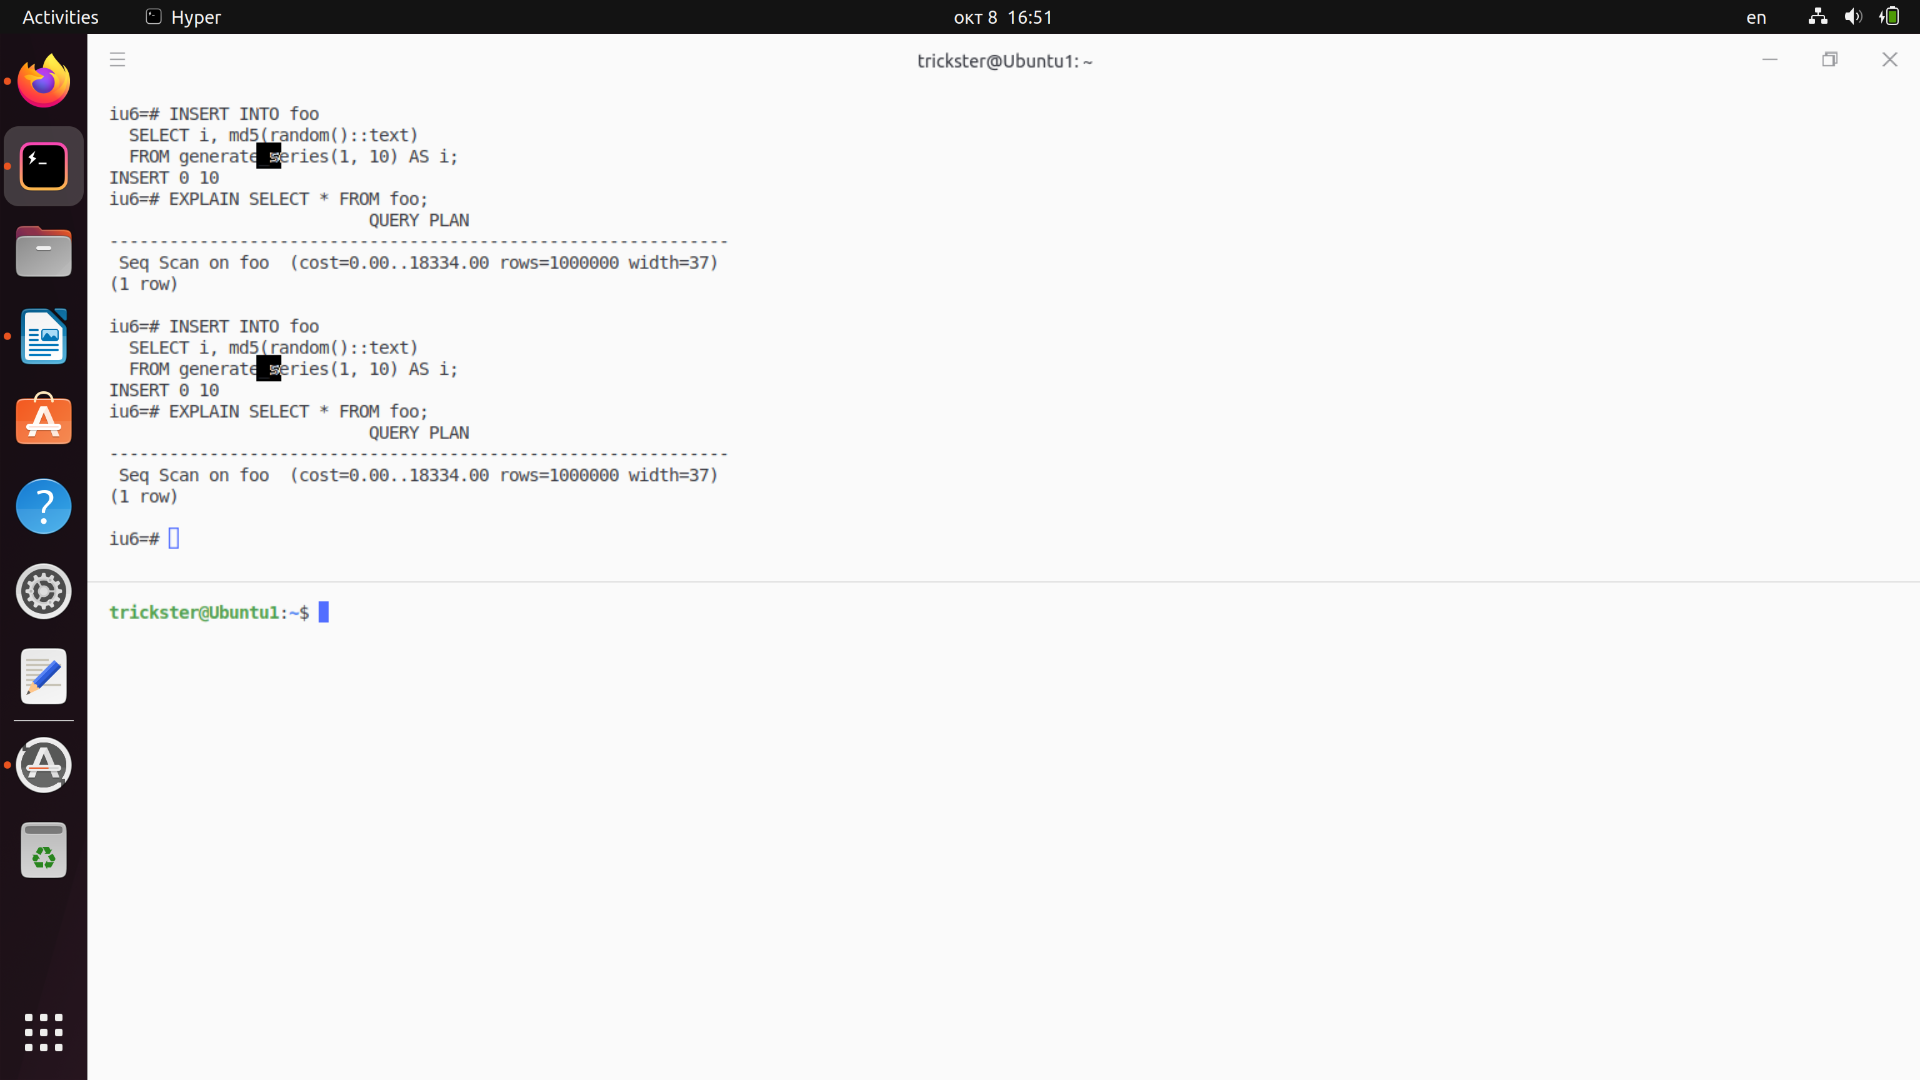 Activities
Hyper
окт 8 16:51
en
trickster@Ubuntu1: ~
iu6=# INSERT INTO foo
SELECT i, md5(random()::text)
FROM generate_series(1, 10) AS i;
INSERT 0 10
iu6=# EXPLAIN SELECT * FROM foo;
QUERY PLAN
--------------------------------------------------------------
Seq Scan on foo (cost=0.00..18334.00 rows=1000000 width=37)
(1 row)
iu6=# INSERT INTO foo
SELECT i, md5(random()::text)
FROM generate_series(1, 10) AS i;
INSERT 0 10
iu6=# EXPLAIN SELECT * FROM foo;
QUERY PLAN
--------------------------------------------------------------
Seq Scan on foo (cost=0.00..18334.00 rows=1000000 width=37)
(1 row)
iu6=#
trickster@Ubuntu1:~$